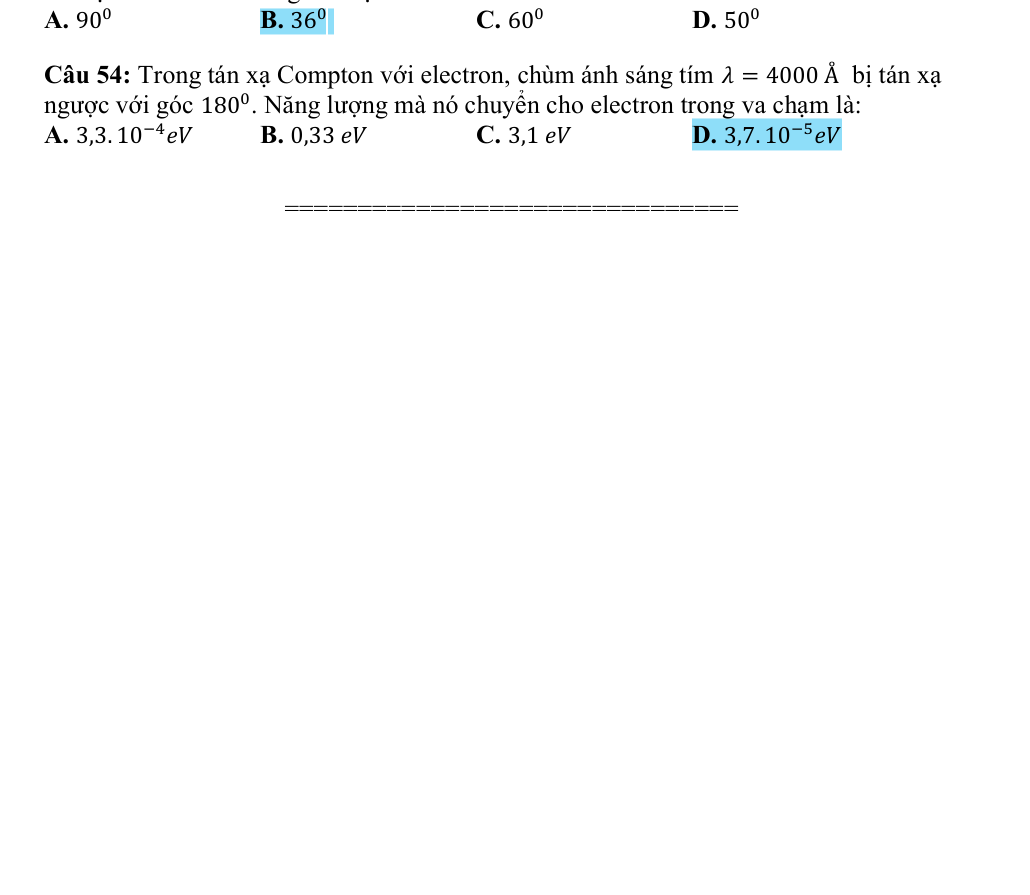 A. 90⁰ B. 36⁰ C. 60⁰ D. 50⁰
Câu 54: Trong tán xạ Compton với electron, chùm ánh sáng tím λ = 4000 Å bị tán xạ
ngược với góc 180⁰. Năng lượng mà nó chuyển cho electron trong va chạm là:
A. 3,3. 10⁻⁴eV B. 0,33 eV C. 3,1 eV D. 3,7. 10⁻⁵eV
===============================